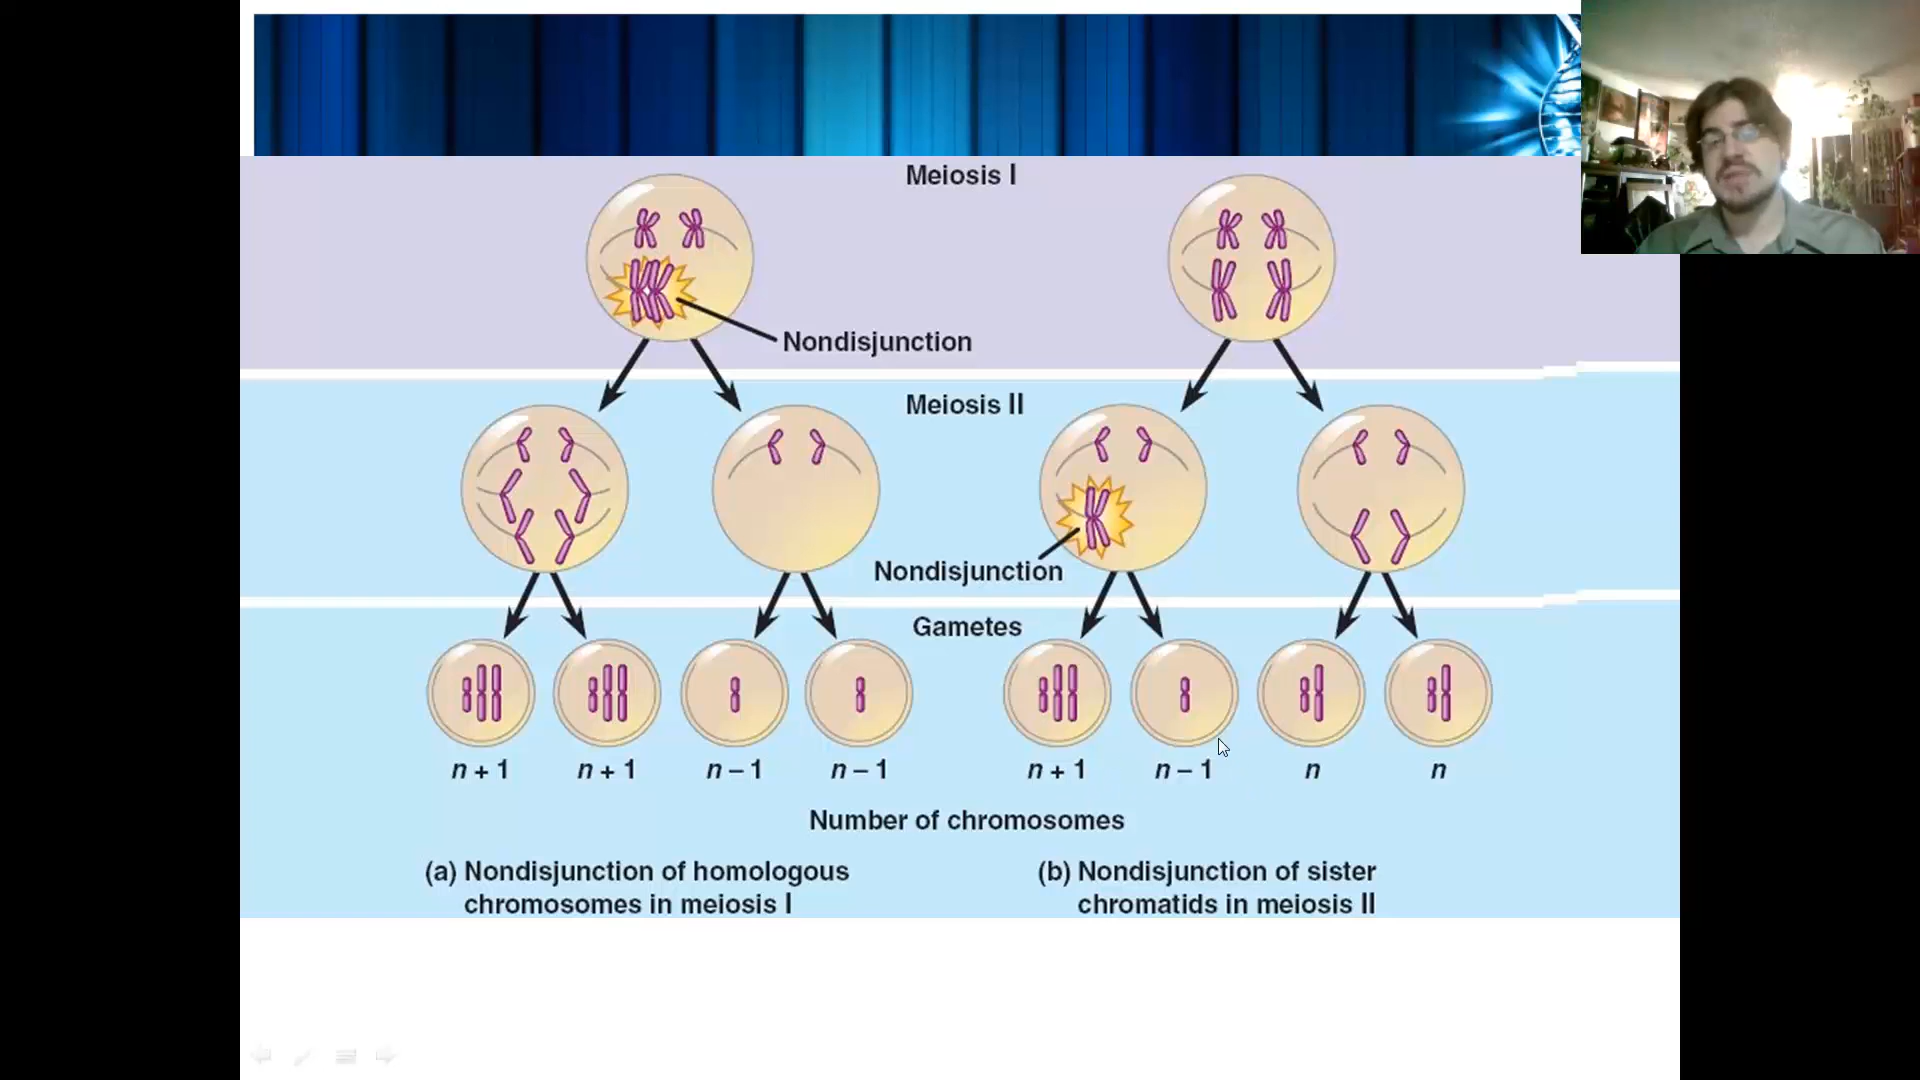 Meiosis I
Nondisjunction
Meiosis II
Nondisjunction
Gametes
n + 1 n + 1 n – 1 n – 1 n + 1 n – 1 n n
Number of chromosomes
(a) Nondisjunction of homologous
chromosomes in meiosis I
(b) Nondisjunction of sister
chromatids in meiosis II